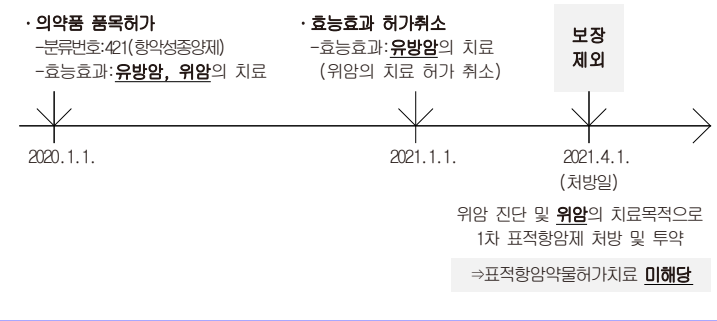 · 의약품 품목허가
-분류번호:421(항악성종양제)
-효능효과:유방암, 위암의 치료
· 효능효과 허가취소
-효능효과:유방암의 치료
(위암의 치료 허가 취소)
보장
제외
2020.1.1.
2021.1.1.
2021.4.1.
(처방일)
위암 진단 및 위암의 치료목적으로
1차 표적항암제 처방 및 투약
⇒표적항암약물허가치료 미해당